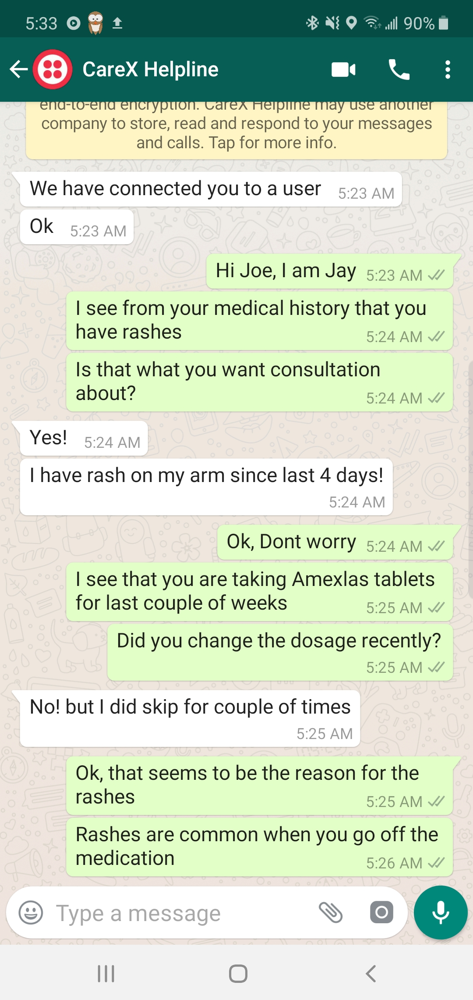 5:33
90%
CareX Helpline
end-to-end encryption. CareX Helpline may use another
company to store, read and respond to your messages
and calls. Tap for more info.
We have connected you to a user 5:23 AM
Ok 5:23 AM
Hi Joe, I am Jay 5:23 AM
I see from your medical history that you
have rashes 5:24 AM
Is that what you want consultation
about? 5:24 AM
Yes! 5:24 AM
I have rash on my arm since last 4 days!
5:24 AM
Ok, Dont worry 5:24 AM
I see that you are taking Amexlas tablets
for last couple of weeks 5:25 AM
Did you change the dosage recently?
5:25 AM
No! but I did skip for couple of times
5:25 AM
Ok, that seems to be the reason for the
rashes 5:25 AM
Rashes are common when you go off the
medication 5:26 AM
Type a message